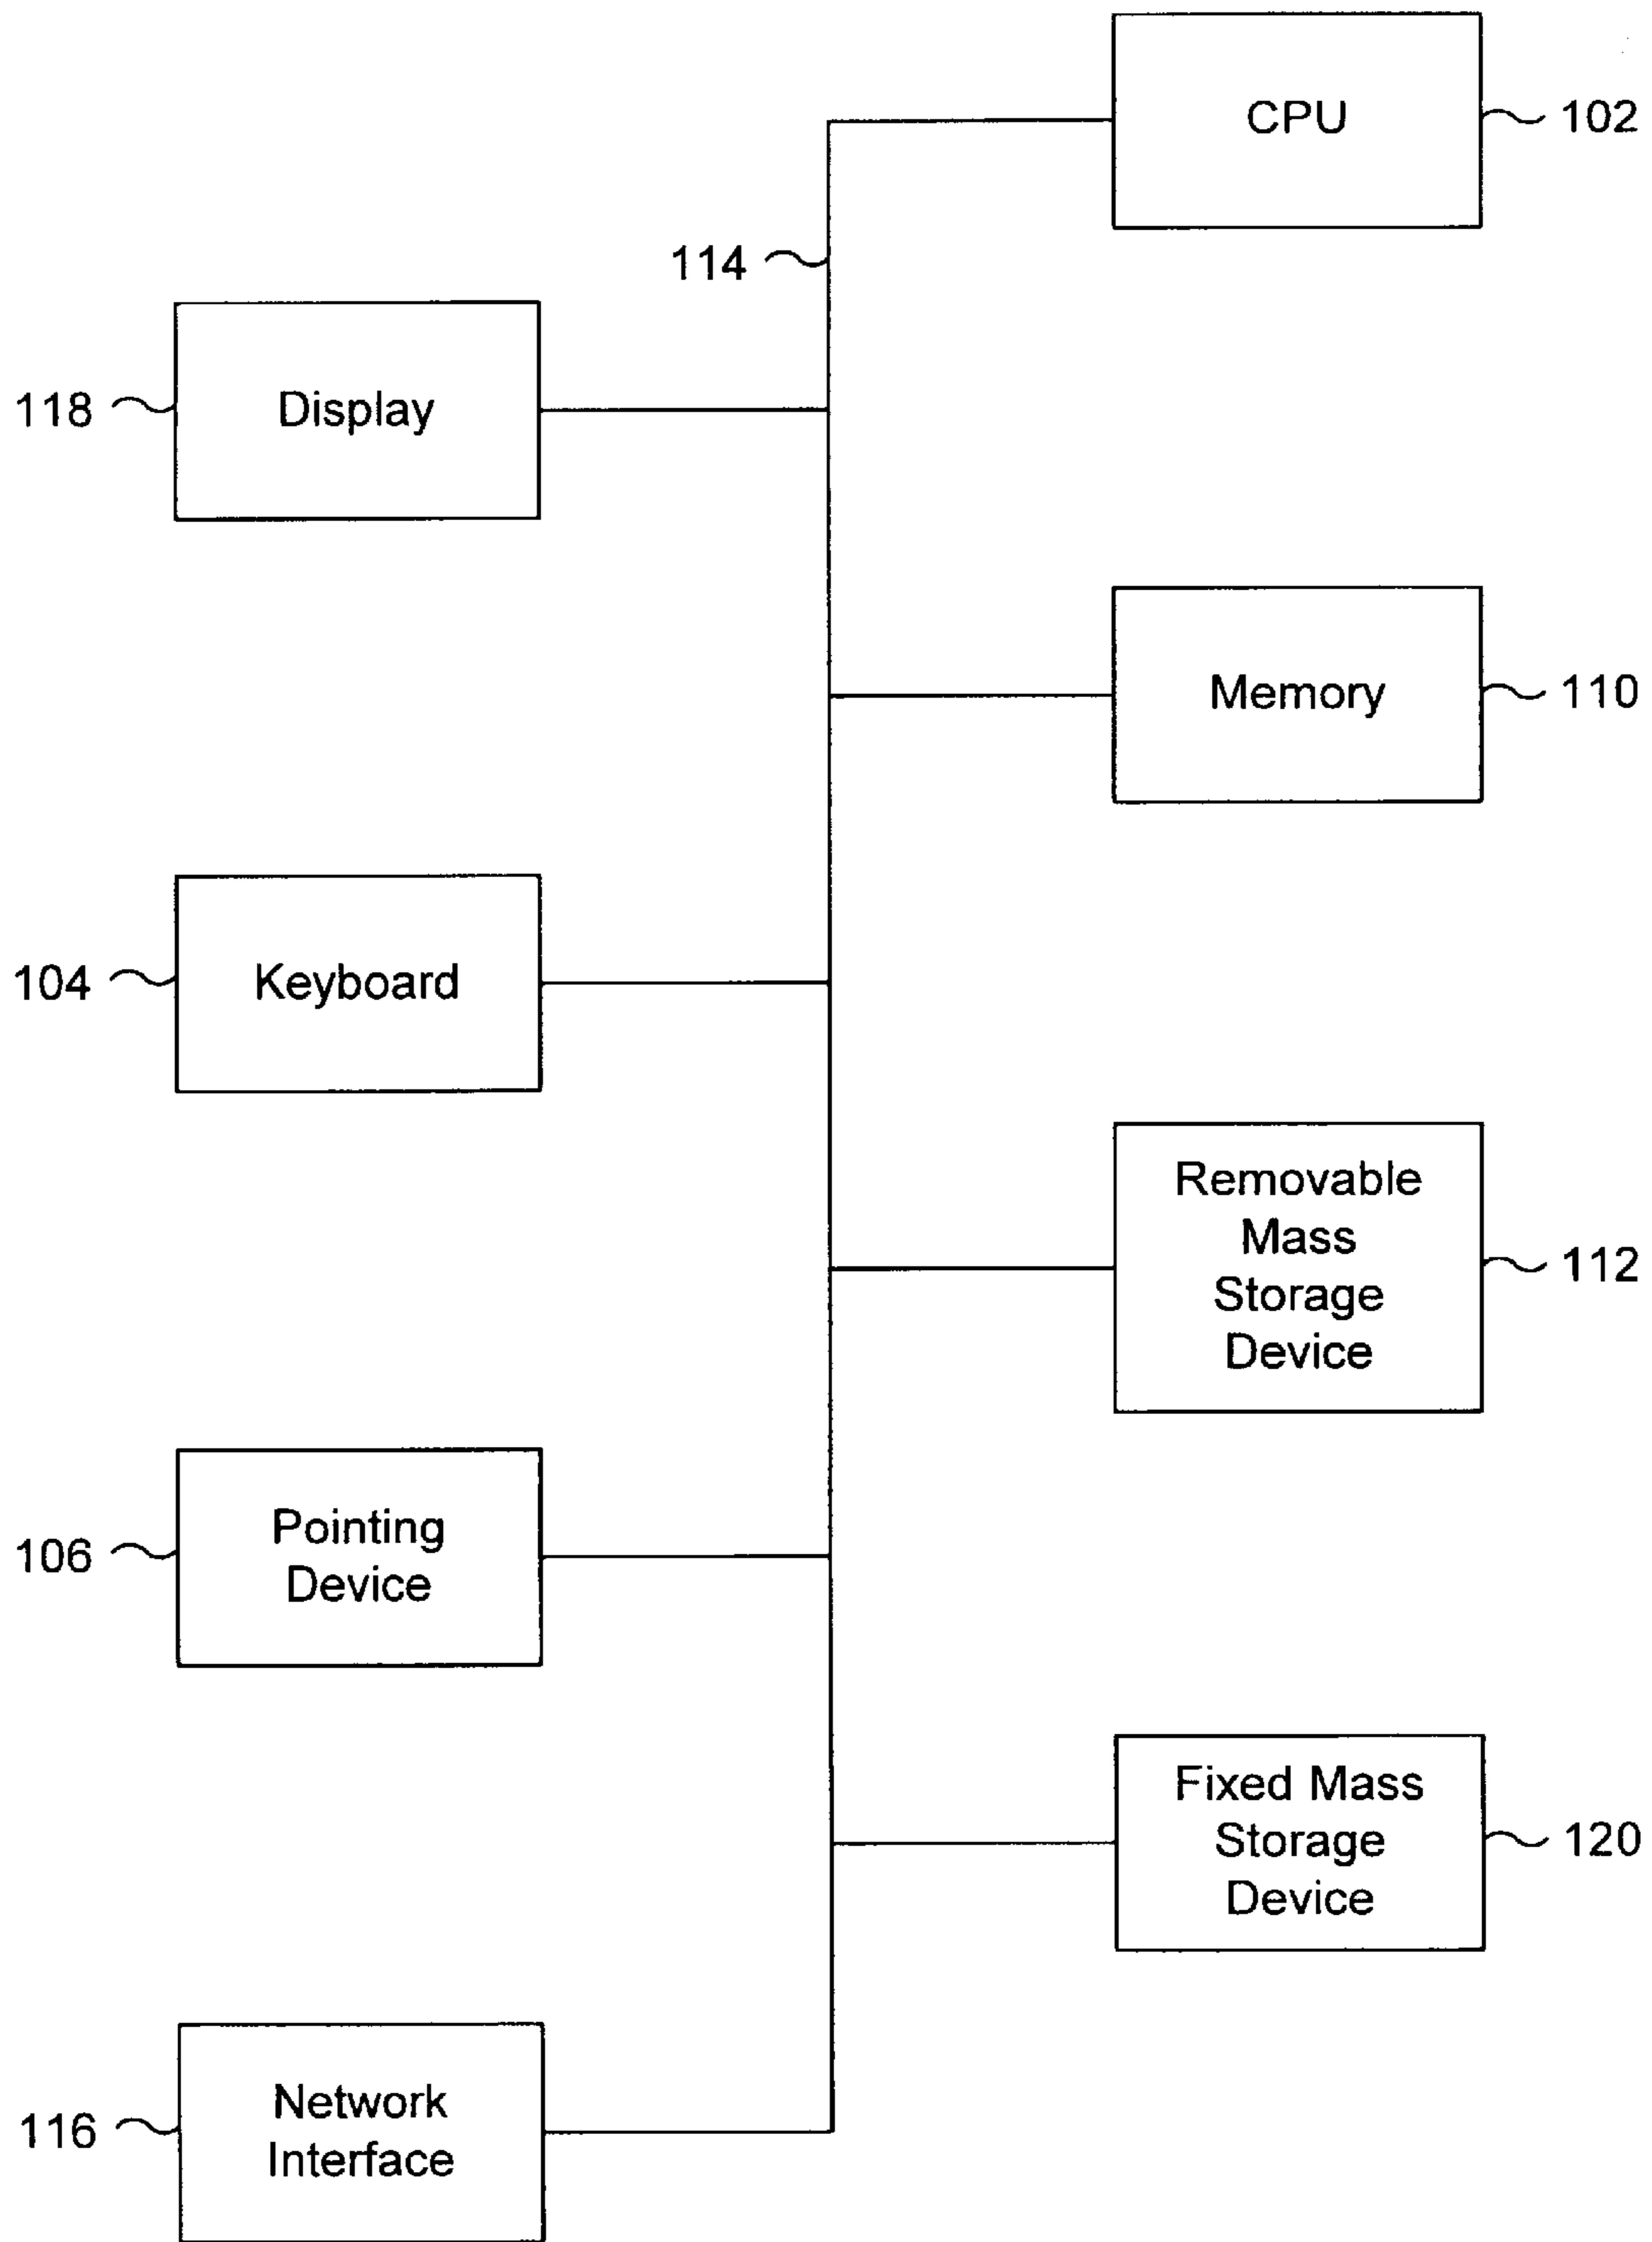 CPU
102
114
118
Display
Memory
110
104
Keyboard
Removable
Mass
Storage
Device
112
106
Pointing
Device
Fixed Mass
Storage
Device
120
116
Network
Interface